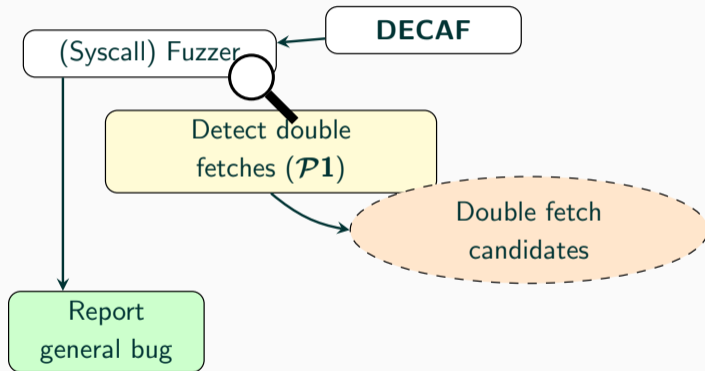 DECAF
(Syscall) Fuzzer
Detect double
fetches (𝒫1)
Double fetch
candidates
Report
general bug